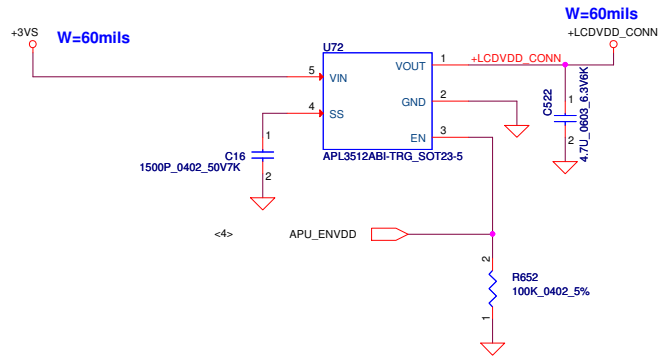 W=60mils
+3VS
W=60mils
+LCDVDD_CONN
U72
+LCDVDD_CONN
5
VIN
VOUT
1
4
SS
GND
2
EN
3
APL3512ABI-TRG_SOT23-5
C522
1
2
4.7U_0603_6.3V6K
C16
1500P_0402_50V7K
1
2
<4>
APU_ENVDD
2
R652
100K_0402_5%
1